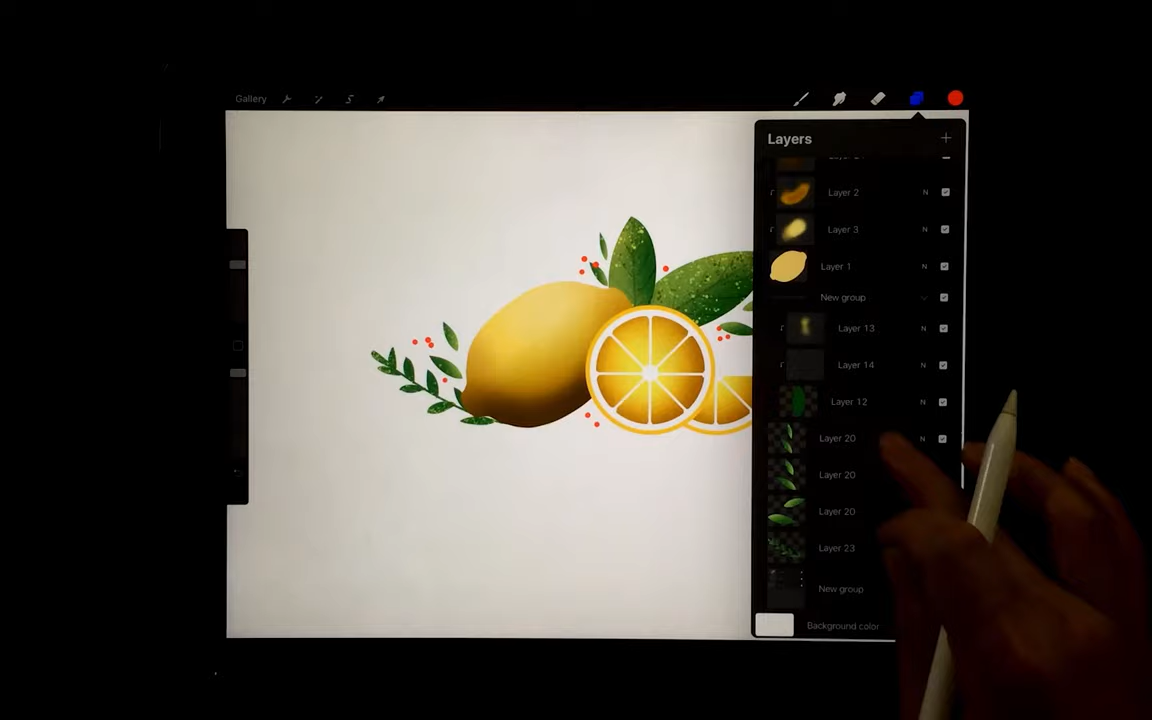 Gallery
Layers
Layer 2 N
Layer 3 N
Layer 1 N
New group
Layer 13 N
Layer 14 N
Layer 12 N
Layer 20 N
Layer 20
Layer 20
Layer 23
New group
Background color